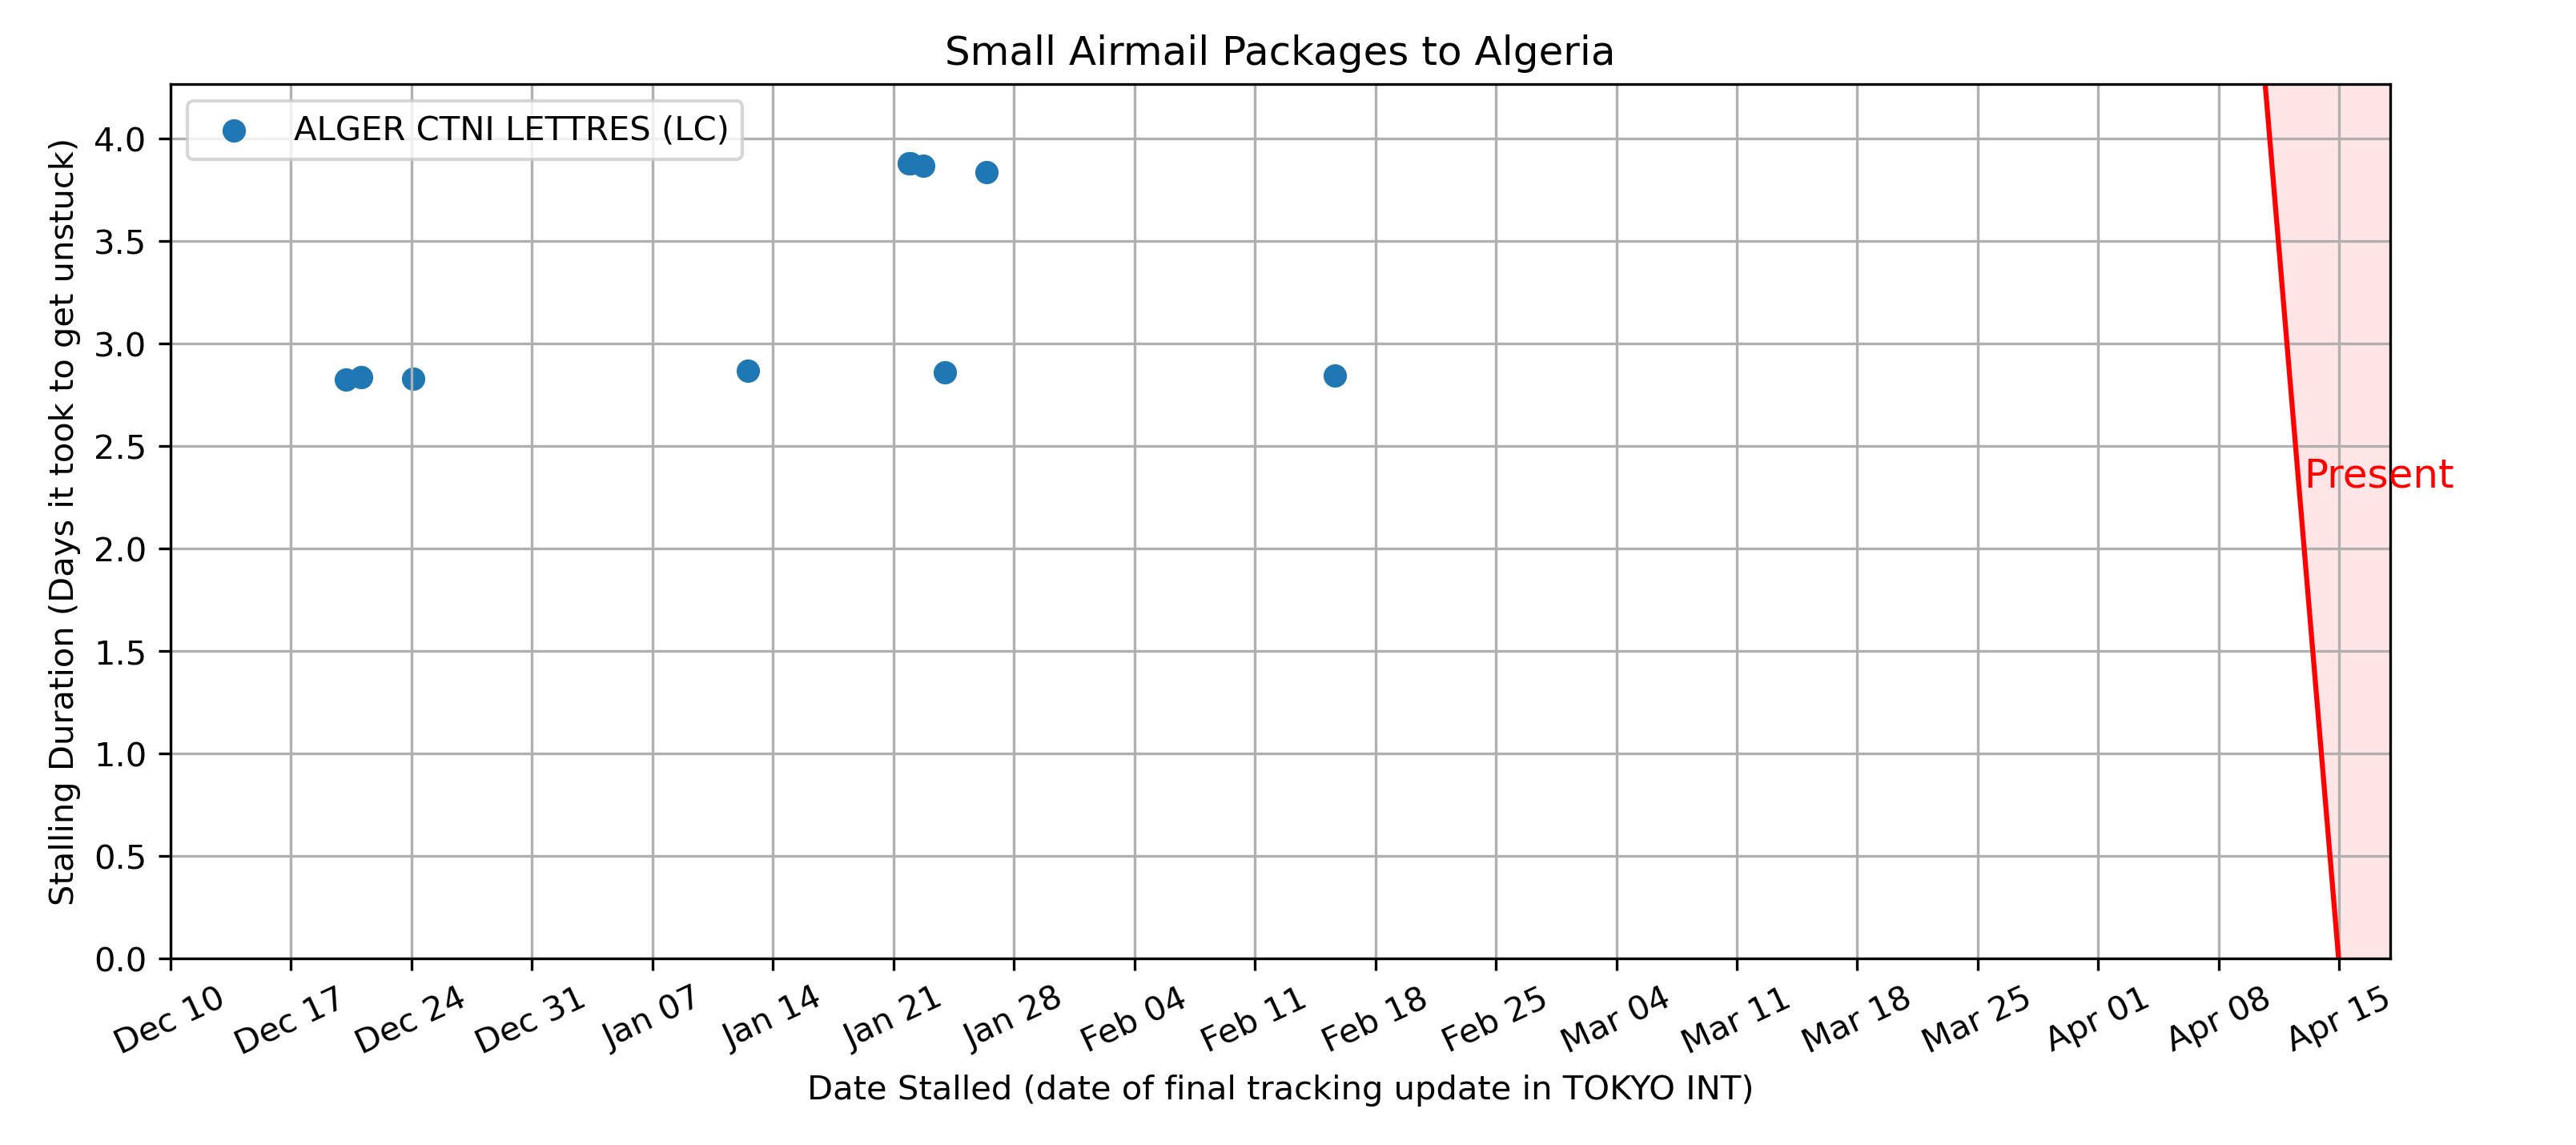 Small Airmail Packages to Algeria
ALGER CTNI LETTRES (LC)
Stalling Duration (Days it took to get unstuck)
4.0
3.5
3.0
2.5
2.0
1.5
1.0
0.5
0.0
Present
Dec 10 Dec 17 Dec 24 Dec 31 Jan 07 Jan 14 Jan 21 Jan 28 Feb 04 Feb 11 Feb 18 Feb 25 Mar 04 Mar 11 Mar 18 Mar 25 Apr 01 Apr 08 Apr 15
Date Stalled (date of final tracking update in TOKYO INT)